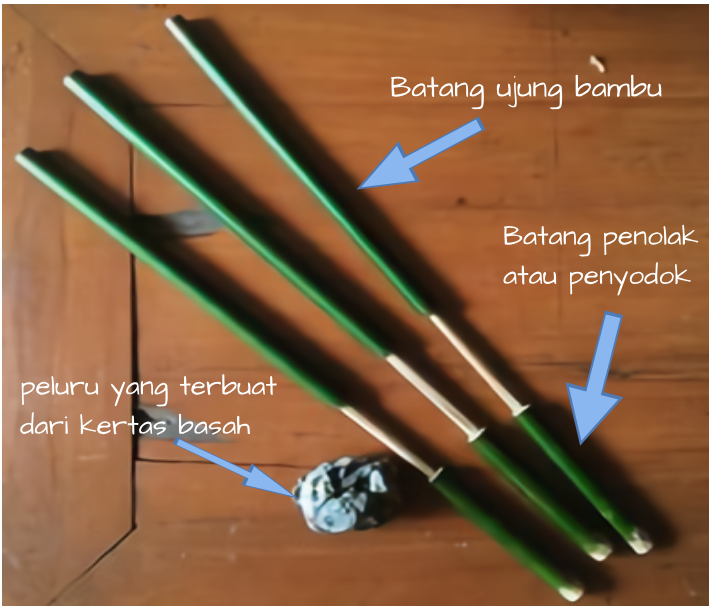 Batang ujung bambu
Batang penolak
atau penyodok
peluru yang terbuat
dari kertas basah